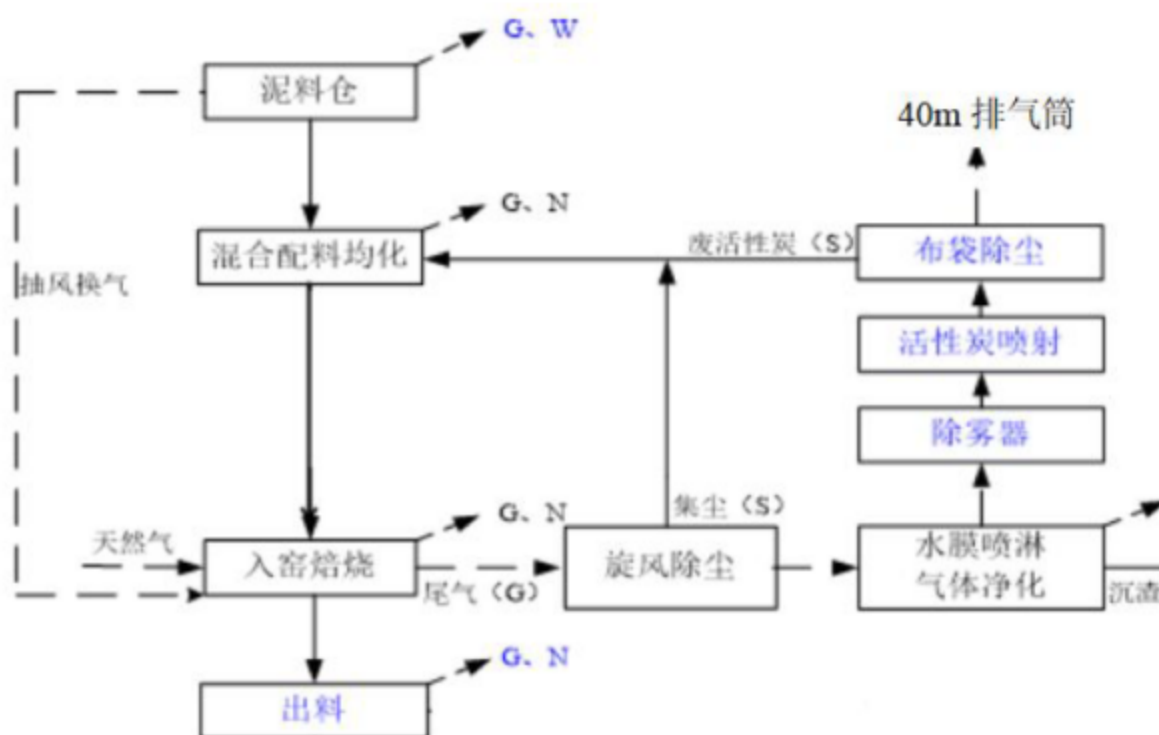 G、W
泥料仓
40m 排气筒
G、N
混合配料均化
废活性炭（S）
布袋除尘
抽风换气
活性炭喷射
除雾器
集尘（S）
G、N
天然气
入窑焙烧
尾气（G）
旋风除尘
水膜喷淋
气体净化
沉渣
G、N
出料